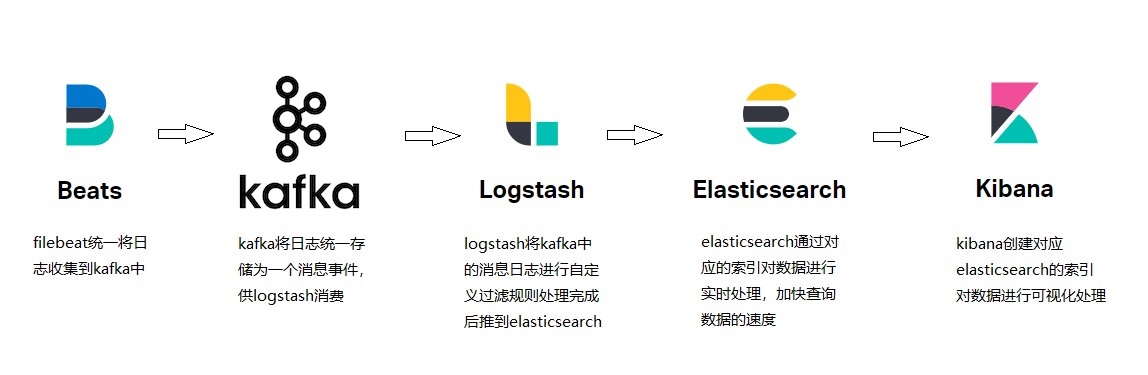 Beats
kafka
Logstash
Elasticsearch
Kibana
filebeat统一将日
志收集到kafka中
kafka将日志统一存
储为一个消息事件，
供logstash消费
logstash将kafka中
的消息日志进行自定
义过滤规则处理完成
后推到elasticsearch
elasticsearch通过对
应的索引对数据进行
实时处理，加快查询
数据的速度
kibana创建对应
elasticsearch的索引
对数据进行可视化处理